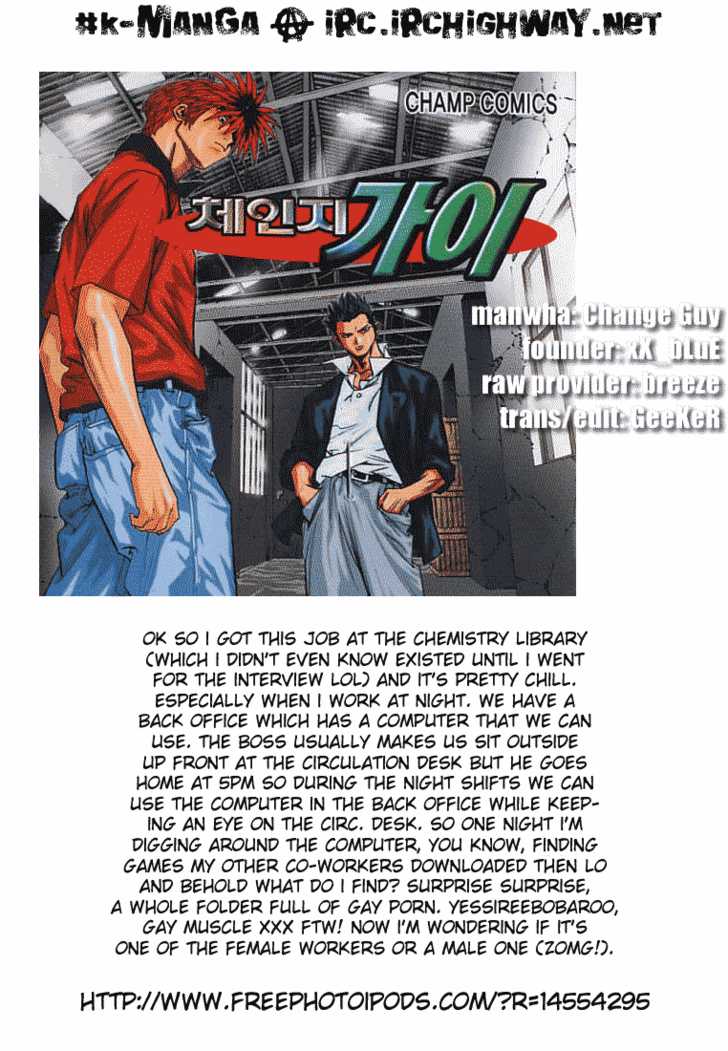 #k-MANGA @ iRC.iRCHiGHWAY.NET
CHAMP COMICS
체인지 가이
manwha: Change Guy
founder: xX_bLuE
raw provider: breeze
trans/edit: GeeKeR
OK SO I GOT THIS JOB AT THE CHEMISTRY LIBRARY
(WHICH I DIDN'T EVEN KNOW EXISTED UNTIL I WENT
FOR THE INTERVIEW LOL) AND IT'S PRETTY CHILL.
ESPECIALLY WHEN I WORK AT NIGHT. WE HAVE A
BACK OFFICE WHICH HAS A COMPUTER THAT WE CAN
USE. THE BOSS USUALLY MAKES US SIT OUTSIDE
UP FRONT AT THE CIRCULATION DESK BUT HE GOES
HOME AT 5PM SO DURING THE NIGHT SHIFTS WE CAN
USE THE COMPUTER IN THE BACK OFFICE WHILE KEEP-
ING AN EYE ON THE CIRC. DESK. SO ONE NIGHT I'M
DIGGING AROUND THE COMPUTER, YOU KNOW, FINDING
GAMES MY OTHER CO-WORKERS DOWNLOADED THEN LO
AND BEHOLD WHAT DO I FIND? SURPRISE SURPRISE,
A WHOLE FOLDER FULL OF GAY PORN. YESSIREEBOBAROO,
GAY MUSCLE XXX FTW! NOW I'M WONDERING IF IT'S
ONE OF THE FEMALE WORKERS OR A MALE ONE (ZOMG!).
HTTP://WWW.FREEPHOTOIPODS.COM/?R=14554295